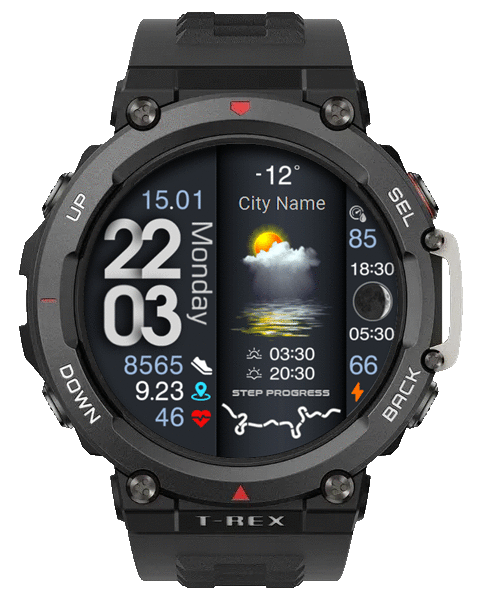 UP
SEL
DOWN
BACK
15.01
22
03
Monday
8565
9.23
46
-12°
City Name
03:30
20:30
STEP PROGRESS
85
18:30
05:30
66
T-REX